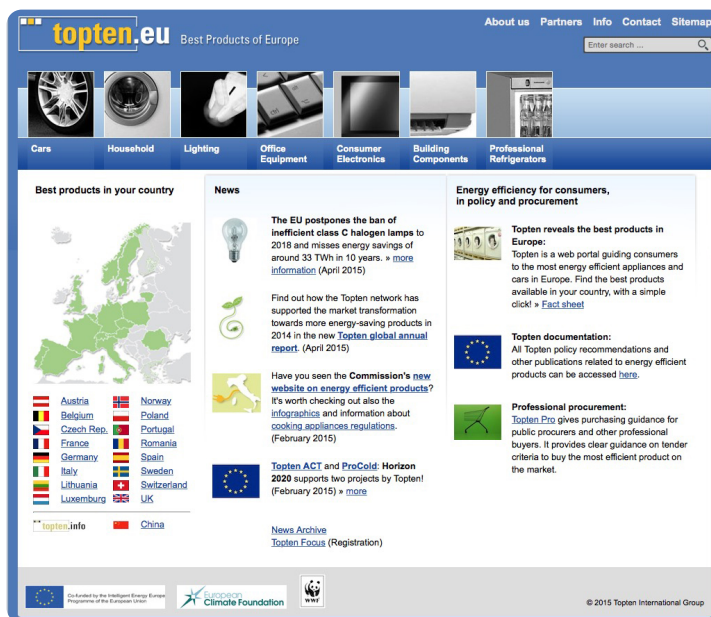 About us Partners Info Contact Sitemap
topten.eu Best Products of Europe
Enter search ...
Cars
Household
Lighting
Office
Equipment
Consumer
Electronics
Building
Components
Professional
Refrigerators
Best products in your country
Austria Norway
Belgium Poland
Czech Rep. Portugal
France Romania
Germany Spain
Italy Sweden
Lithuania Switzerland
Luxemburg UK
topten.info China
News
The EU postpones the ban of
inefficient class C halogen lamps to
2018 and misses energy savings of
around 33 TWh in 10 years. » more
information (April 2015)
Find out how the Topten network has
supported the market transformation
towards more energy-saving products in
2014 in the new Topten global annual
report. (April 2015)
Have you seen the Commission's new
website on energy efficient products?
It's worth checking out also the
infographics and information about
cooking appliances regulations.
(February 2015)
Topten ACT and ProCold: Horizon
2020 supports two projects by Topten!
(February 2015) » more
News Archive
Topten Focus (Registration)
Energy efficiency for consumers,
in policy and procurement
Topten reveals the best products in
Europe:
Topten is a web portal guiding consumers
to the most energy efficient appliances and
cars in Europe. Find the best products
available in your country, with a simple
click! » Fact sheet
Topten documentation:
All Topten policy recommendations and
other publications related to energy efficient
products can be accessed here.
Professional procurement:
Topten Pro gives purchasing guidance for
public procurers and other professional
buyers. It provides clear guidance on tender
criteria to buy the most efficient product on
the market.
Co-funded by the Intelligent Energy Europe
Programme of the European Union
European
Climate Foundation
WWF
© 2015 Topten International Group